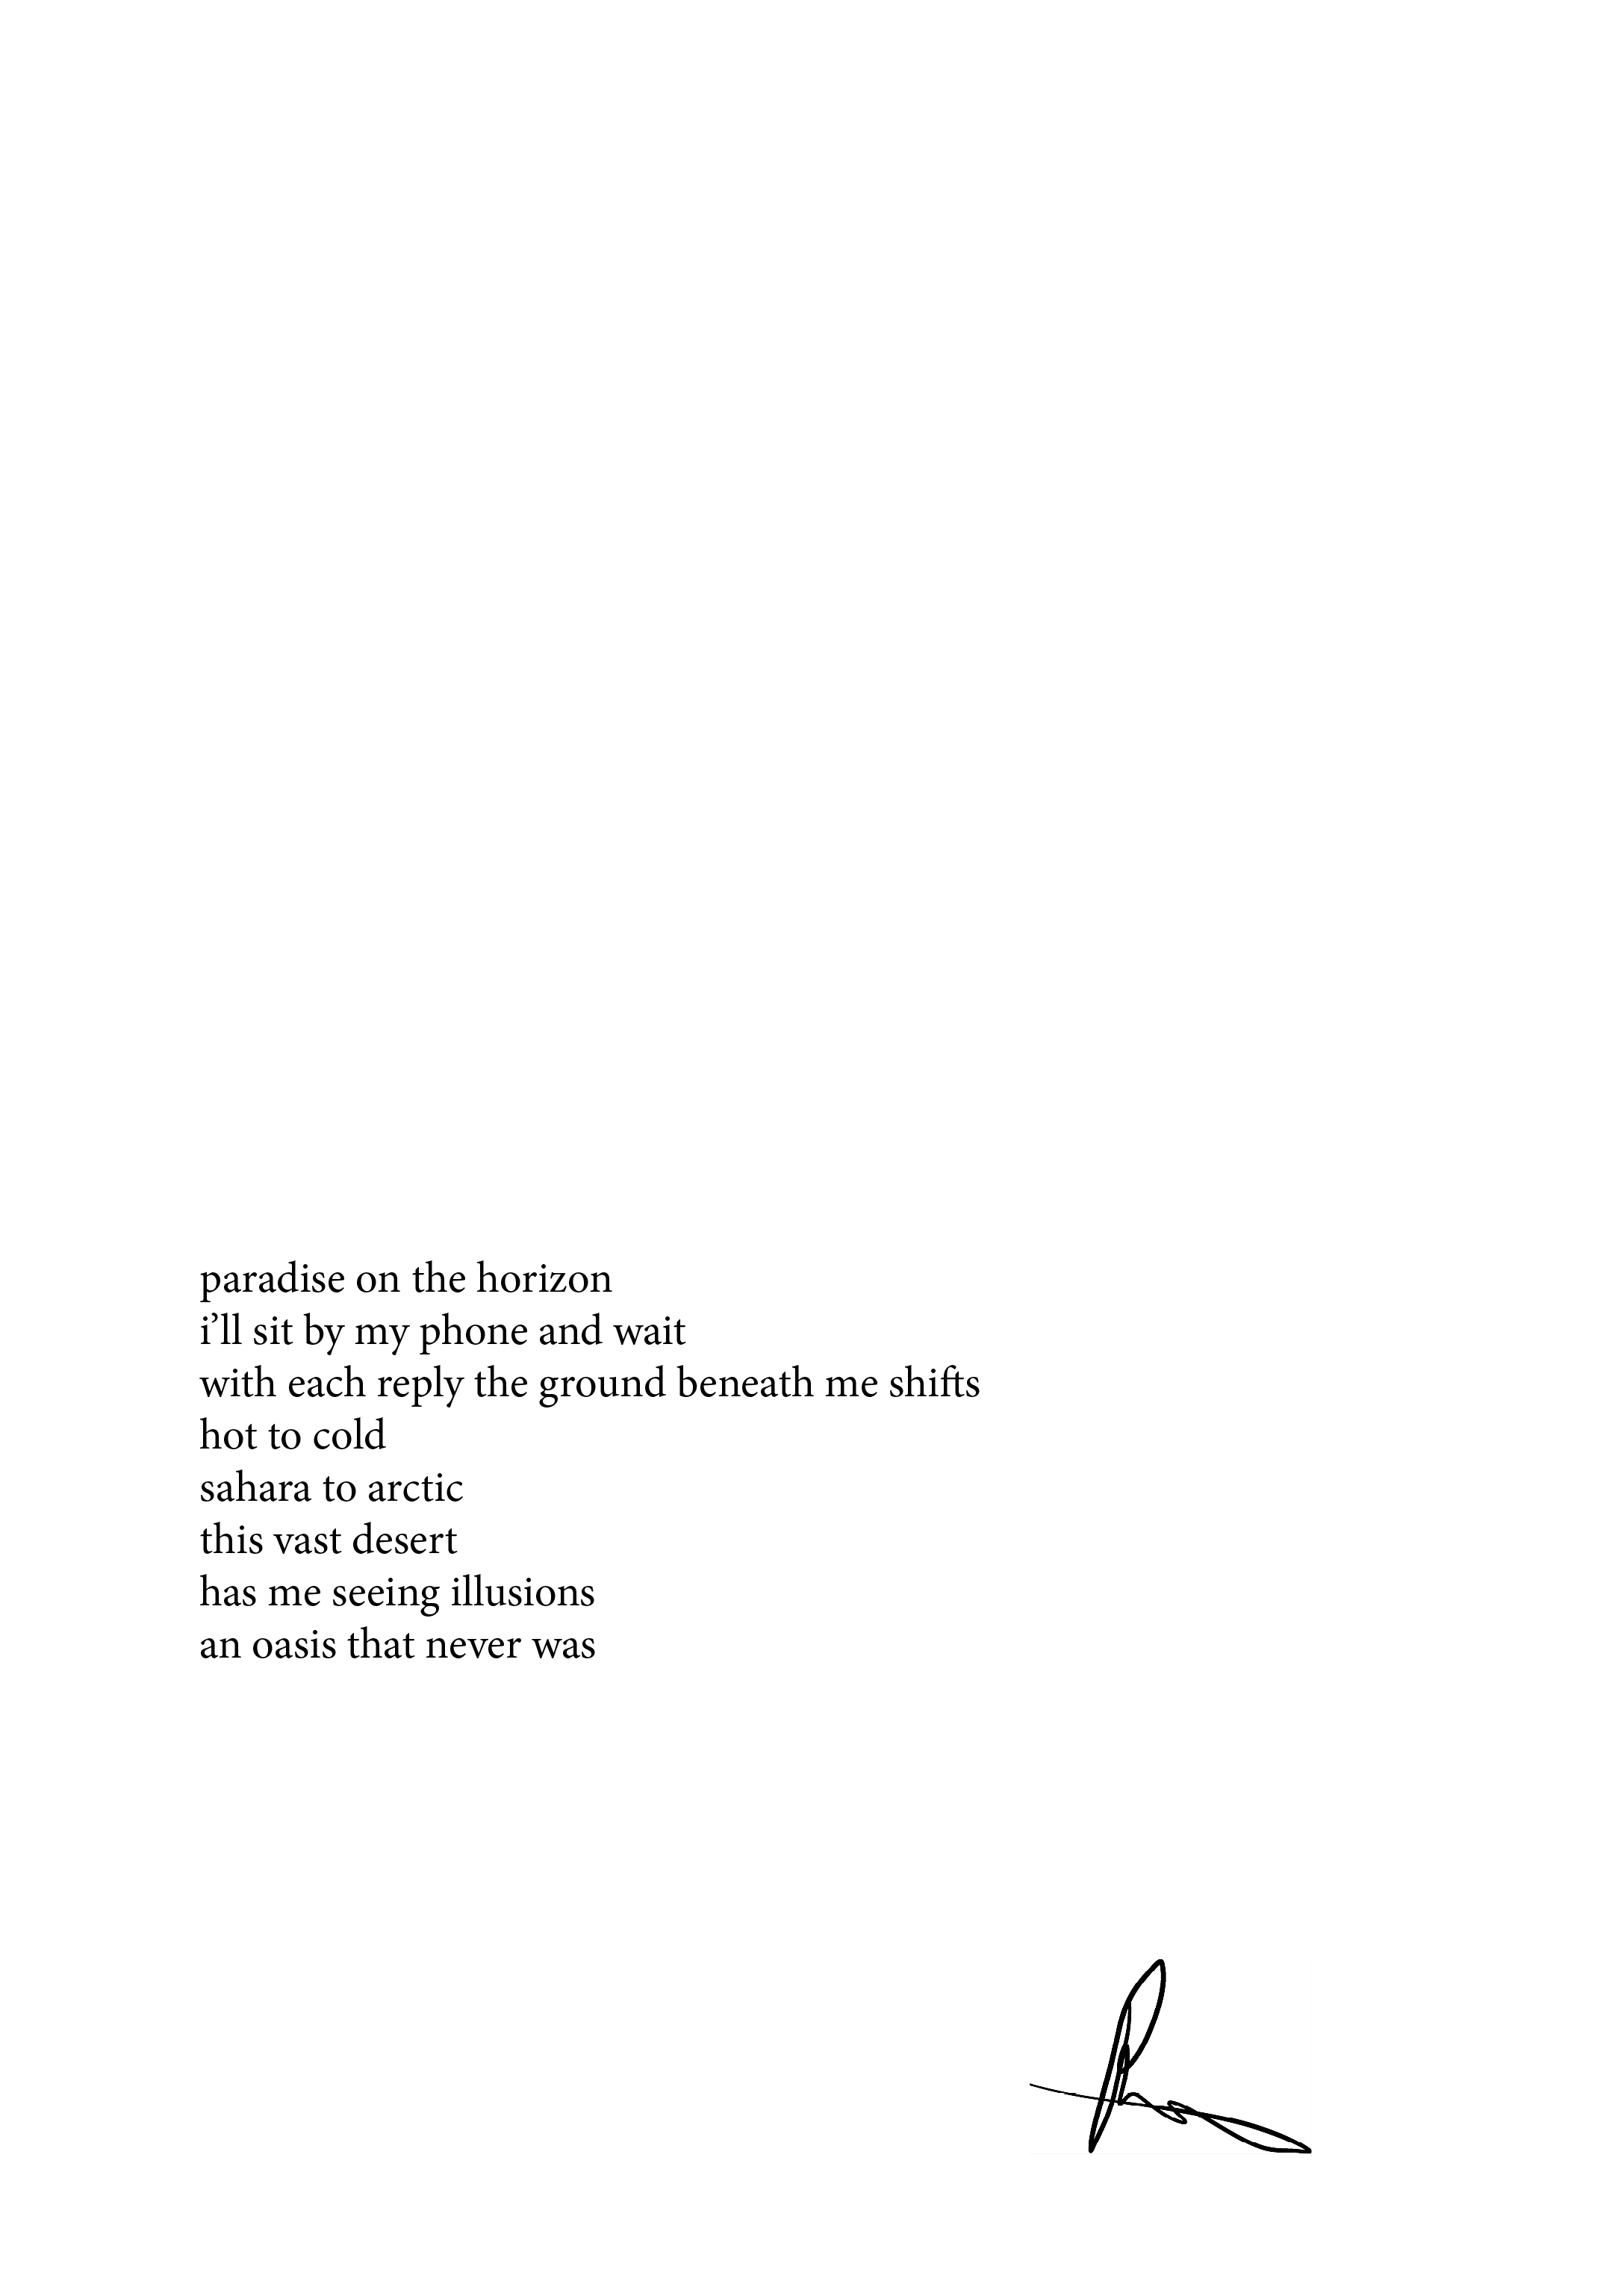 paradise on the horizon
i’ll sit by my phone and wait
with each reply the ground beneath me shifts
hot to cold
sahara to arctic
this vast desert
has me seeing illusions
an oasis that never was